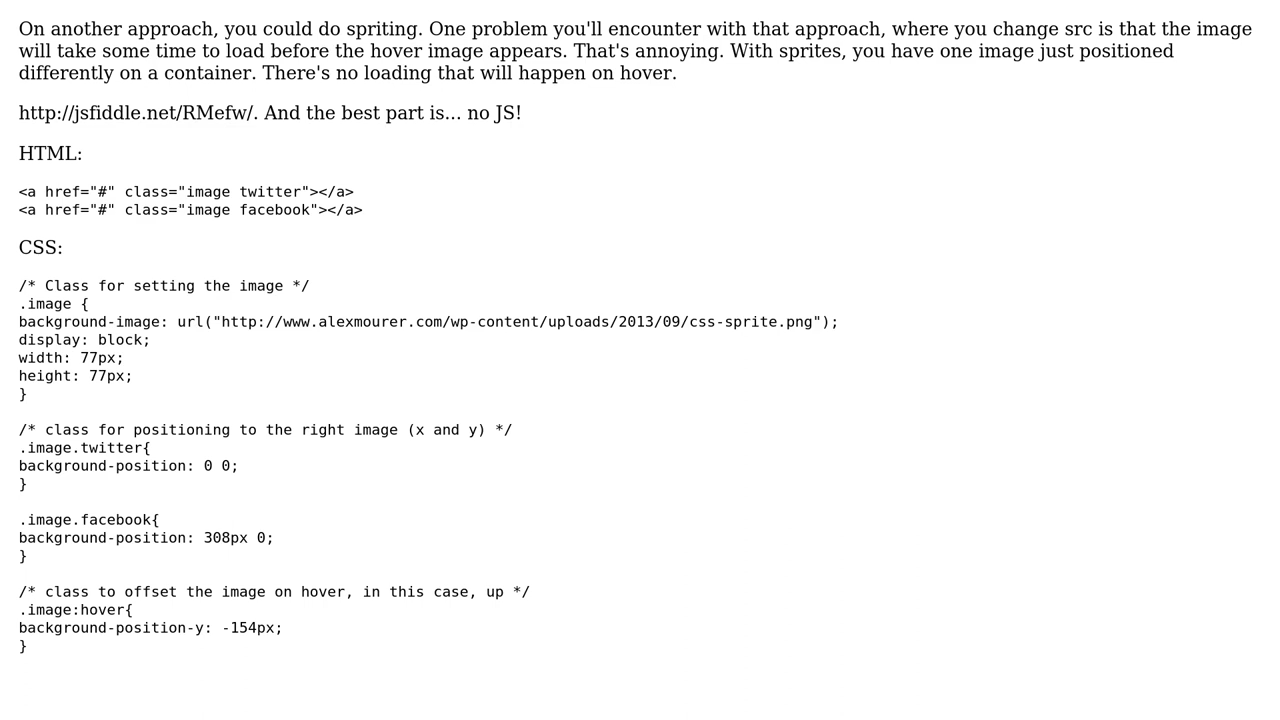 On another approach, you could do spriting. One problem you'll encounter with that approach, where you change src is that the image
will take some time to load before the hover image appears. That's annoying. With sprites, you have one image just positioned
differently on a container. There's no loading that will happen on hover.
http://jsfiddle.net/RMefw/. And the best part is... no JS!
HTML:
<a href="#" class="image twitter"></a>
<a href="#" class="image facebook"></a>
CSS:
/* Class for setting the image */
.image {
background-image: url("http://www.alexmourer.com/wp-content/uploads/2013/09/css-sprite.png");
display: block;
width: 77px;
height: 77px;
}
/* class for positioning to the right image (x and y) */
.image.twitter{
background-position: 0 0;
}
.image.facebook{
background-position: 308px 0;
}
/* class to offset the image on hover, in this case, up */
.image:hover{
background-position-y: -154px;
}